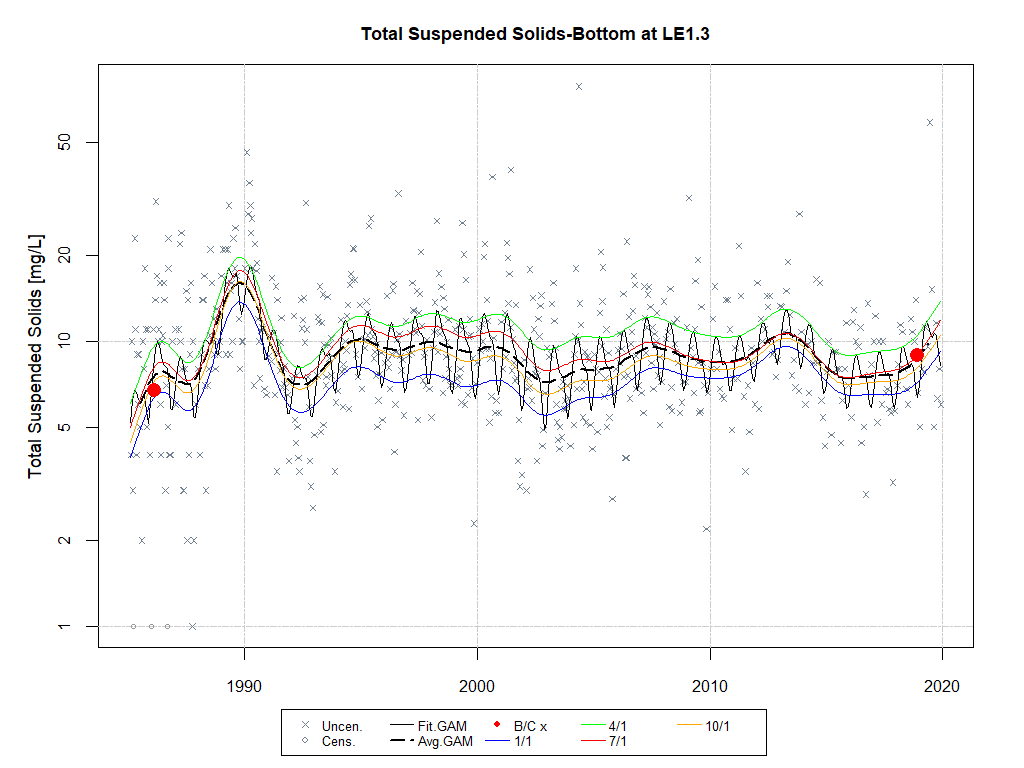 Total Suspended Solids-Bottom at LE1.3
Total Suspended Solids [mg/L]
50
20
10
5
2
1
1990 2000 2010 2020
Uncen. Fit.GAM B/C x 4/1 10/1
Cens. Avg.GAM 1/1 7/1